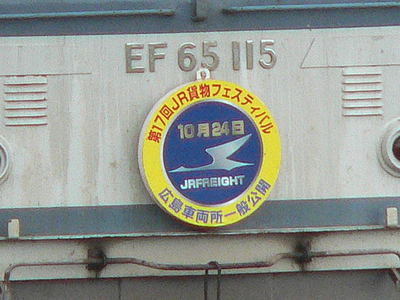 EF 65 115
第17回JR貨物フェスティバル
10月24日
JRFREIGHT
広島車両所一般公開